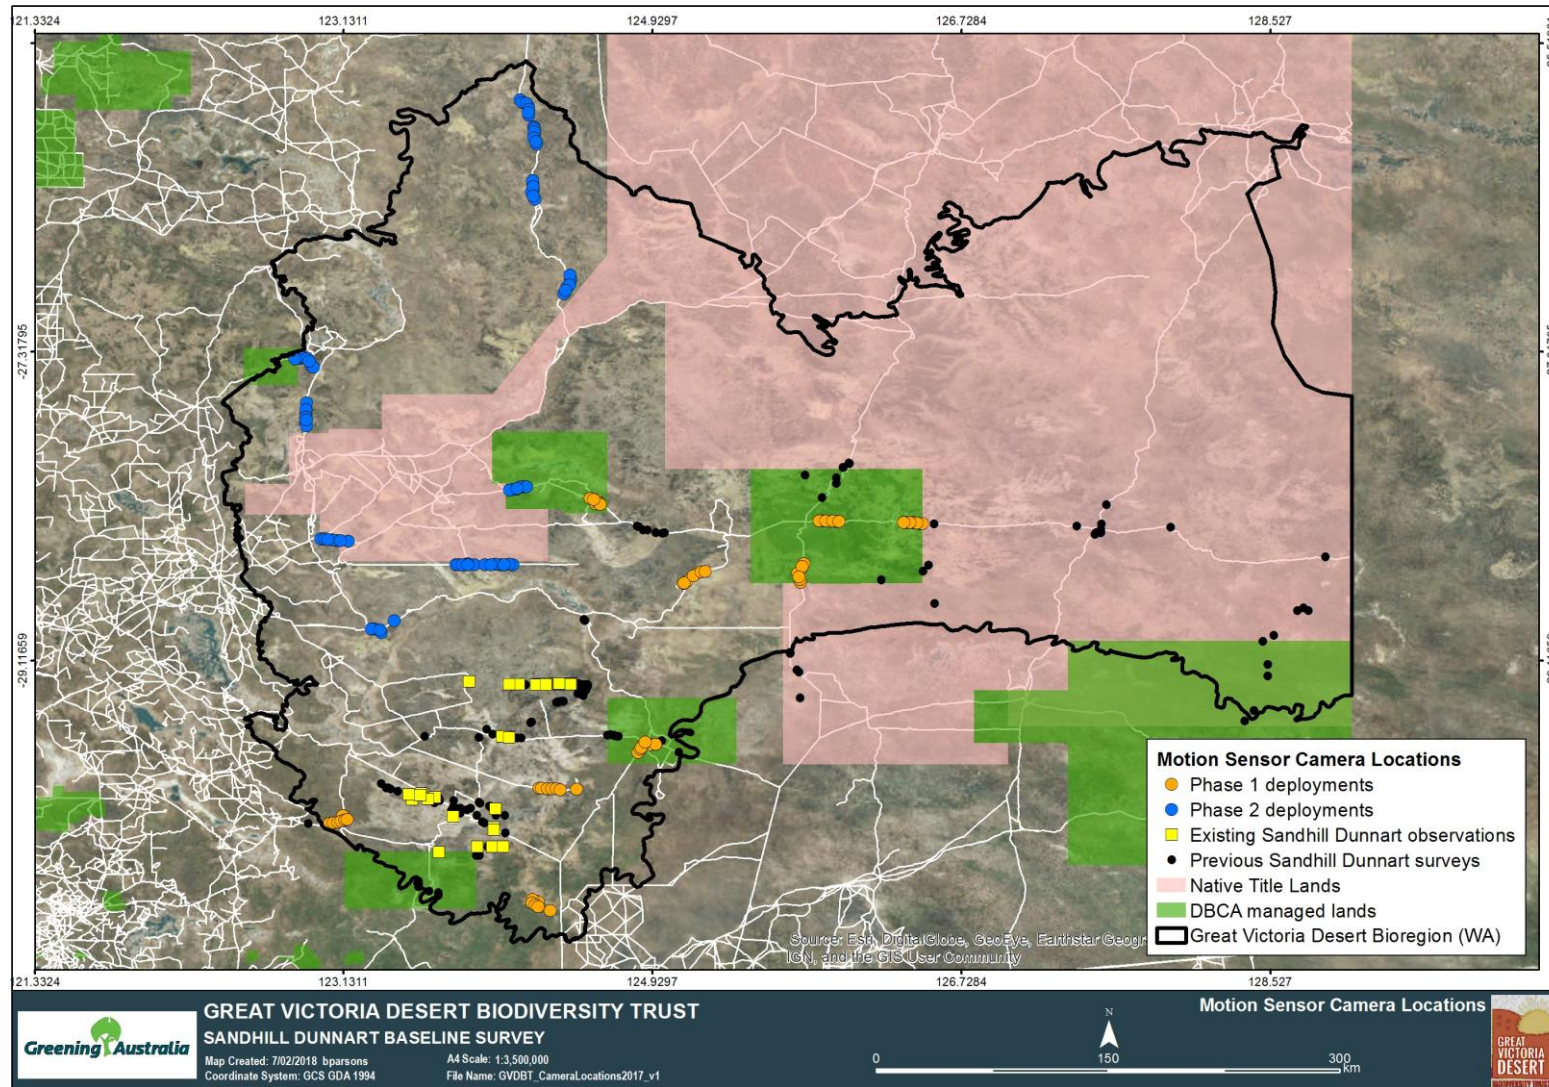 121.3324 123.1311 124.9297 126.7284 128.527
-27.31795
-29.11659
Motion Sensor Camera Locations
Phase 1 deployments
Phase 2 deployments
Existing Sandhill Dunnart observations
Previous Sandhill Dunnart surveys
Native Title Lands
DBCA managed lands
Great Victoria Desert Bioregion (WA)
Source: Esri, DigitalGlobe, GeoEye, Earthstar Geogr
IGN, and the GIS User Community
121.3324 123.1311 124.9297 126.7284 128.527
Greening Australia
GREAT VICTORIA DESERT BIODIVERSITY TRUST
SANDHILL DUNNART BASELINE SURVEY
Map Created: 7/02/2018 bparsons
A4 Scale: 1:3,500,000
Coordinate System: GCS GDA 1994
File Name: GVDBT_CameraLocations2017_v1
N
0 150 300
km
Motion Sensor Camera Locations
GREAT
VICTORIA
DESERT
BIODIVERSITY TRUST